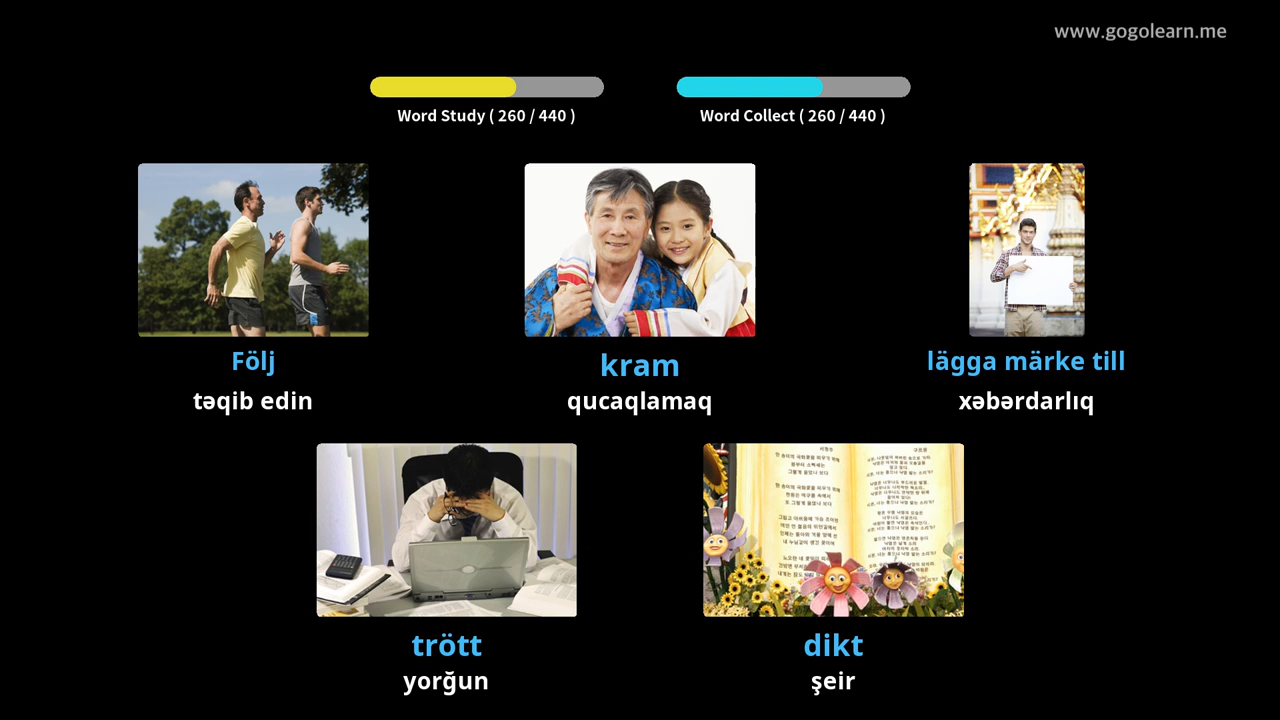 www.gogolearn.me
Word Study ( 260 / 440 )
Word Collect ( 260 / 440 )
Följ
təqib edin
kram
qucaqlamaq
lägga märke till
xəbərdarlıq
trött
yorğun
dikt
şeir